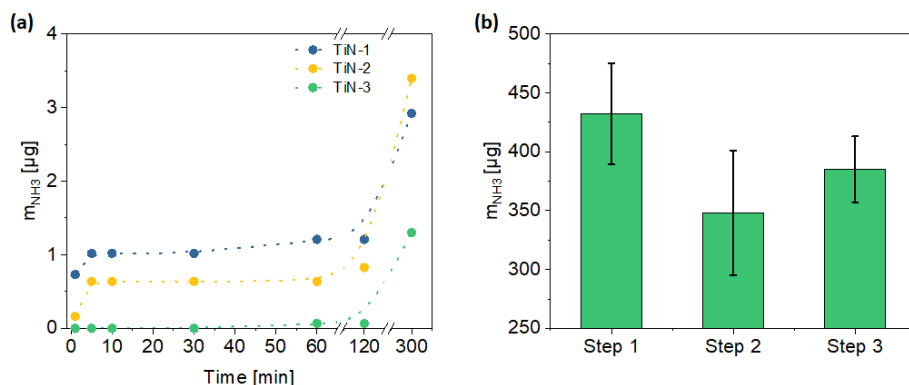 (a)
4
3
2
1
0
m_NH3 [µg]
TiN-1
TiN-2
TiN-3
0 10 20 30 40 50 60 120 300
Time [min]
(b)
500
450
400
350
300
250
m_NH3 [µg]
Step 1 Step 2 Step 3